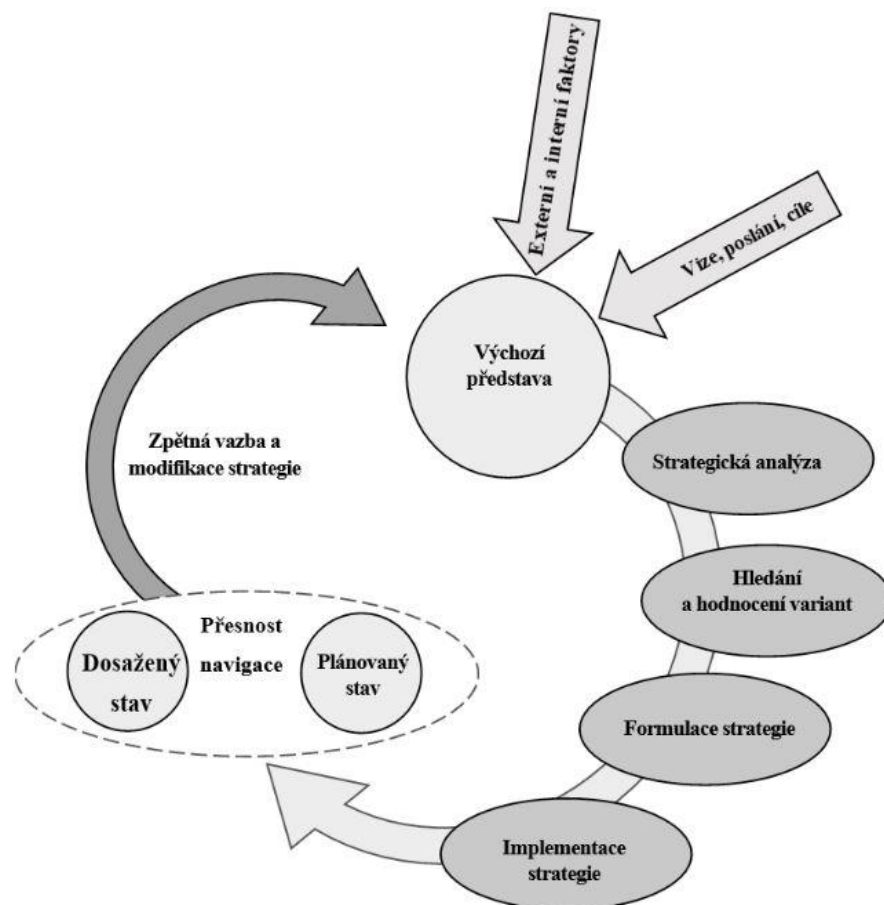 Externí a interní faktory
Vize, poslání, cíle
Výchozí
představa
Strategická analýza
Hledání
a hodnocení variant
Formulace strategie
Implementace
strategie
Přesnost
navigace
Dosažený
stav
Plánovaný
stav
Zpětná vazba a
modifikace strategie